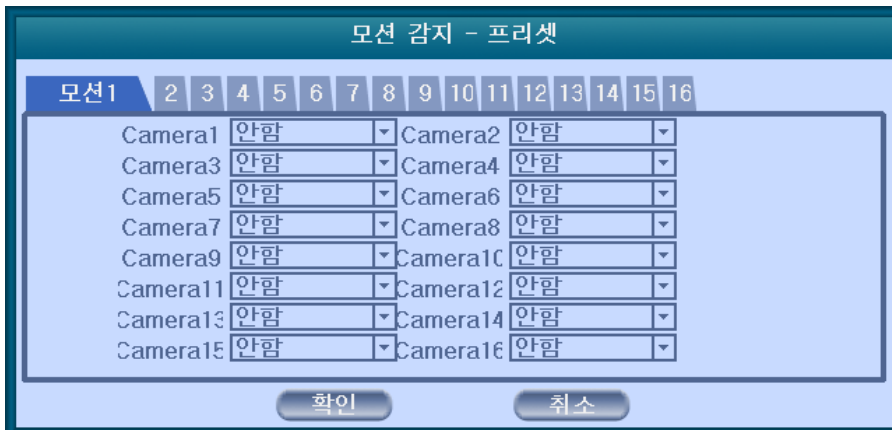 모션 감지 - 프리셋
모션1 2 3 4 5 6 7 8 9 10 11 12 13 14 15 16
Camera1 안함 Camera2 안함
Camera3 안함 Camera4 안함
Camera5 안함 Camera6 안함
Camera7 안함 Camera8 안함
Camera9 안함 Camera10 안함
Camera11 안함 Camera12 안함
Camera13 안함 Camera14 안함
Camera15 안함 Camera16 안함
확인 취소